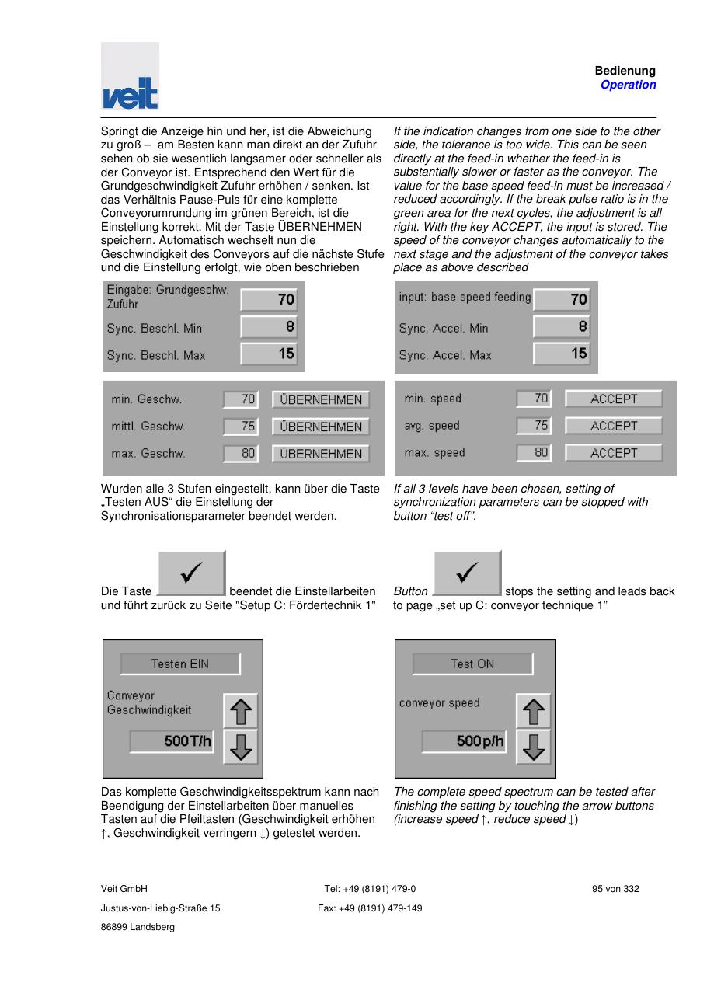 veit
Bedienung
Operation
Springt die Anzeige hin und her, ist die Abweichung
zu groß –  am Besten kann man direkt an der Zufuhr
sehen ob sie wesentlich langsamer oder schneller als
der Conveyor ist. Entsprechend den Wert für die
Grundgeschwindigkeit Zufuhr erhöhen / senken. Ist
das Verhältnis Pause-Puls für eine komplette
Conveyorumrundung im grünen Bereich, ist die
Einstellung korrekt. Mit der Taste ÜBERNEHMEN
speichern. Automatisch wechselt nun die
Geschwindigkeit des Conveyors auf die nächste Stufe
und die Einstellung erfolgt, wie oben beschrieben
If the indication changes from one side to the other
side, the tolerance is too wide. This can be seen
directly at the feed-in whether the feed-in is
substantially slower or faster as the conveyor. The
value for the base speed feed-in must be increased /
reduced accordingly. If the break pulse ratio is in the
green area for the next cycles, the adjustment is all
right. With the key ACCEPT, the input is stored. The
speed of the conveyor changes automatically to the
next stage and the adjustment of the conveyor takes
place as above described
Eingabe: Grundgeschw.
Zufuhr 70
Sync. Beschl. Min 8
Sync. Beschl. Max 15
input: base speed feeding 70
Sync. Accel. Min 8
Sync. Accel. Max 15
min. Geschw. 70 ÜBERNEHMEN
mittl. Geschw. 75 ÜBERNEHMEN
max. Geschw. 80 ÜBERNEHMEN
min. speed 70 ACCEPT
avg. speed 75 ACCEPT
max. speed 80 ACCEPT
Wurden alle 3 Stufen eingestellt, kann über die Taste
„Testen AUS“ die Einstellung der
Synchronisationsparameter beendet werden.
If all 3 levels have been chosen, setting of
synchronization parameters can be stopped with
button “test off”.
Die Taste ✓ beendet die Einstellarbeiten
und führt zurück zu Seite "Setup C: Fördertechnik 1"
Button ✓ stops the setting and leads back
to page „set up C: conveyor technique 1”
Testen EIN
Conveyor
Geschwindigkeit
500T/h
Test ON
conveyor speed
500p/h
Das komplette Geschwindigkeitsspektrum kann nach
Beendigung der Einstellarbeiten über manuelles
Tasten auf die Pfeiltasten (Geschwindigkeit erhöhen
↑, Geschwindigkeit verringern ↓) getestet werden.
The complete speed spectrum can be tested after
finishing the setting by touching the arrow buttons
(increase speed ↑, reduce speed ↓)
Veit GmbH Tel: +49 (8191) 479-0 95 von 332
Justus-von-Liebig-Straße 15 Fax: +49 (8191) 479-149
86899 Landsberg